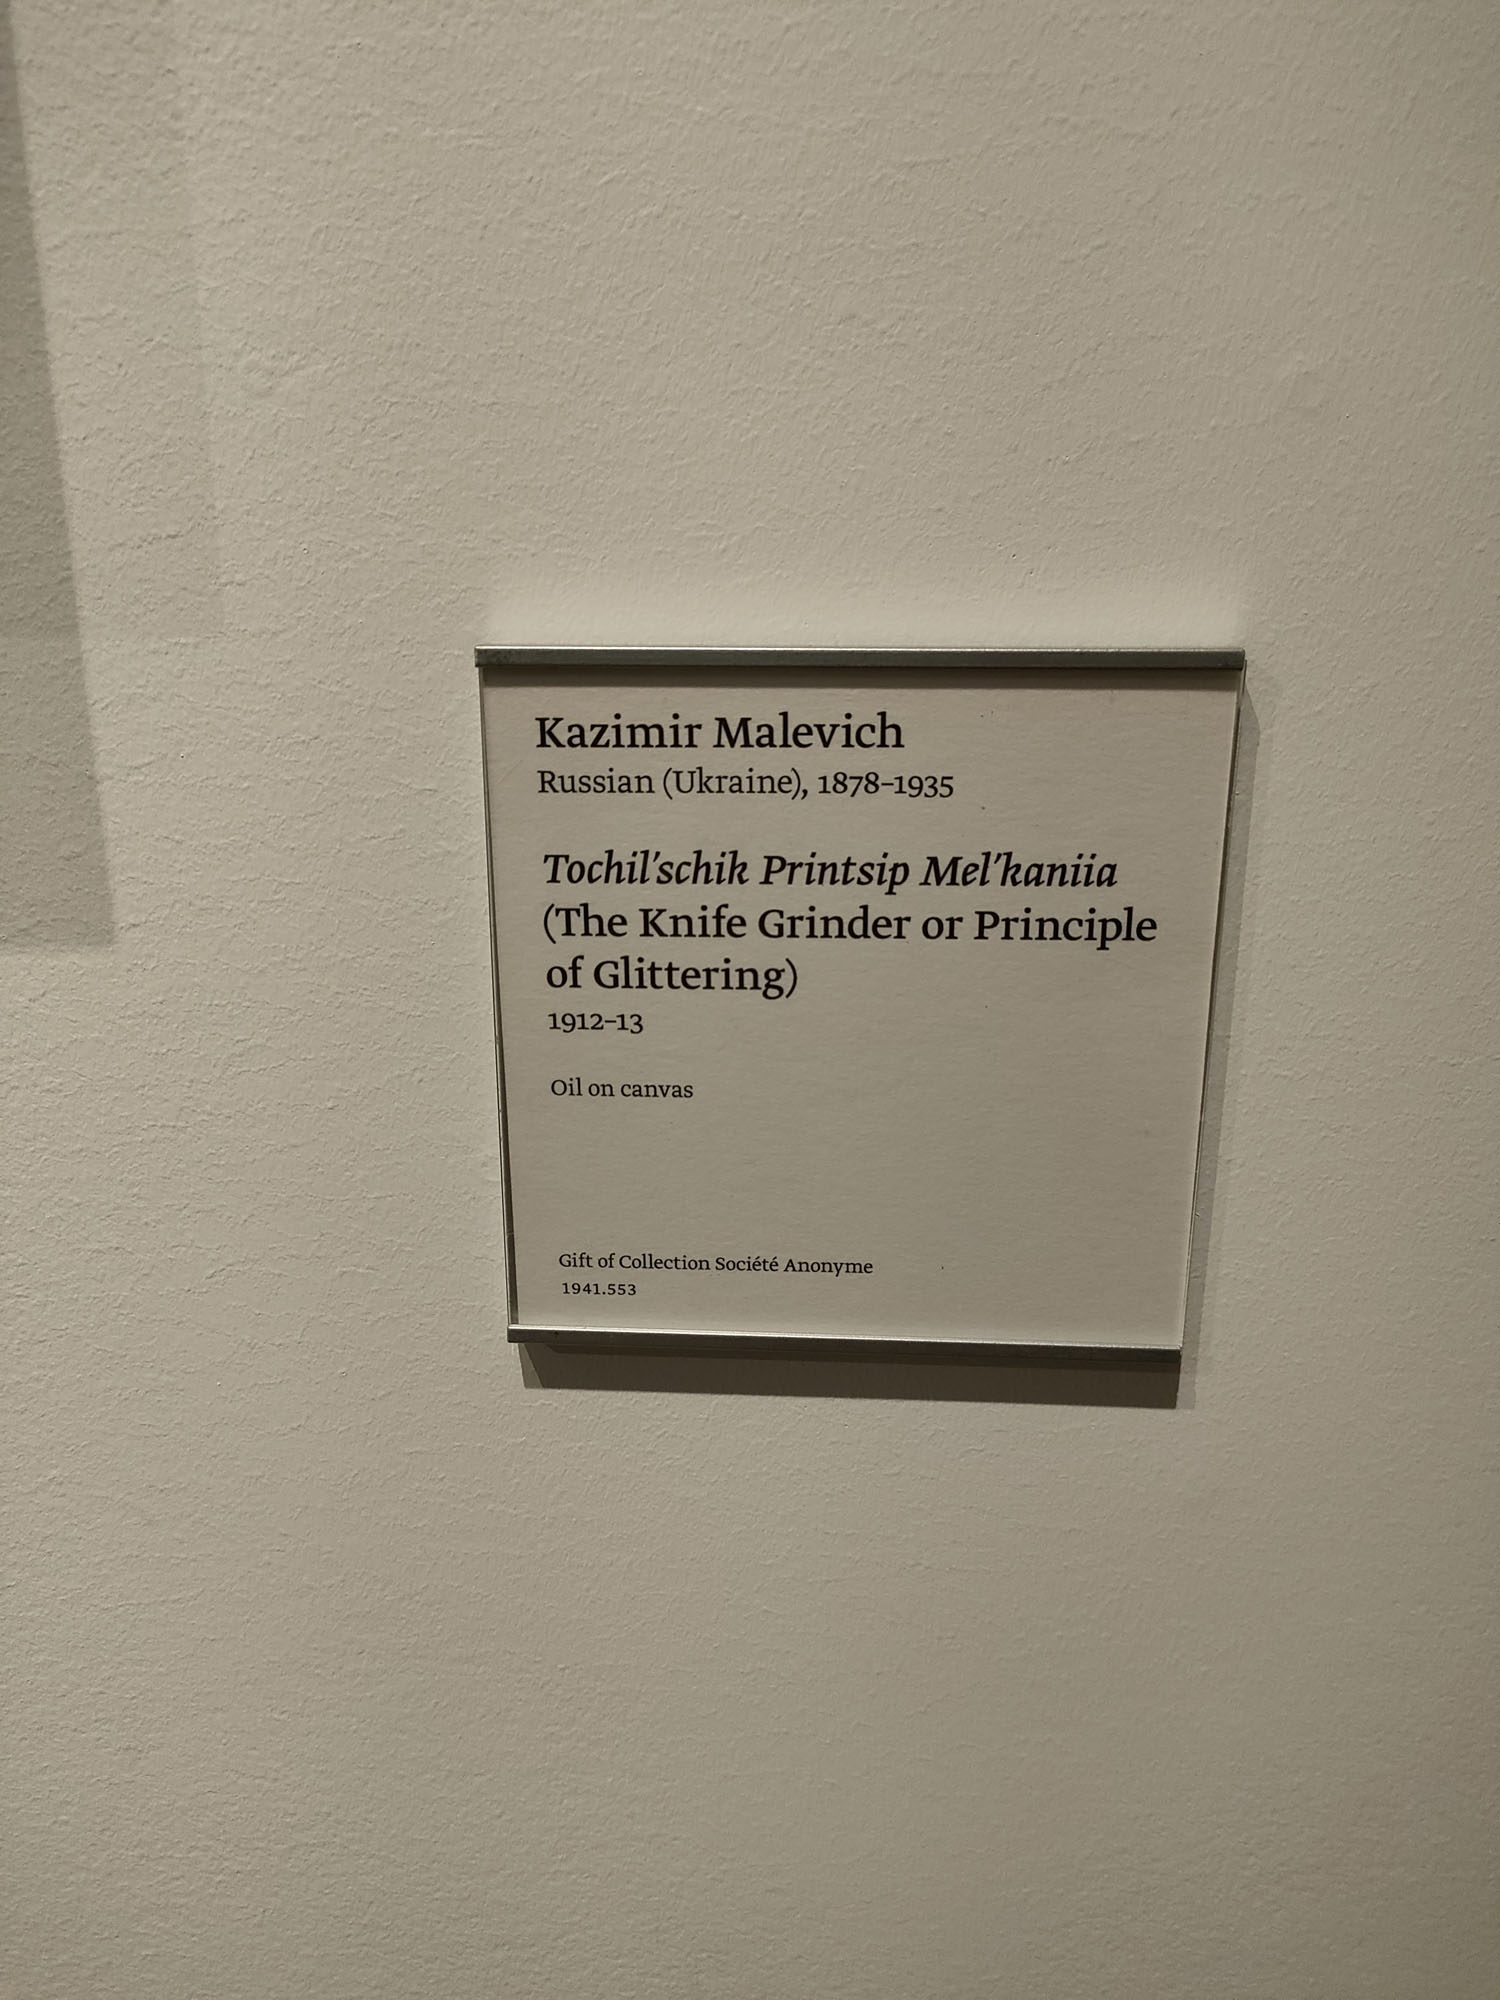 Kazimir Malevich
Russian (Ukraine), 1878–1935
Tochil'schik Printsip Mel'kaniia
(The Knife Grinder or Principle
of Glittering)
1912–13
Oil on canvas
Gift of Collection Société Anonyme
1941.553